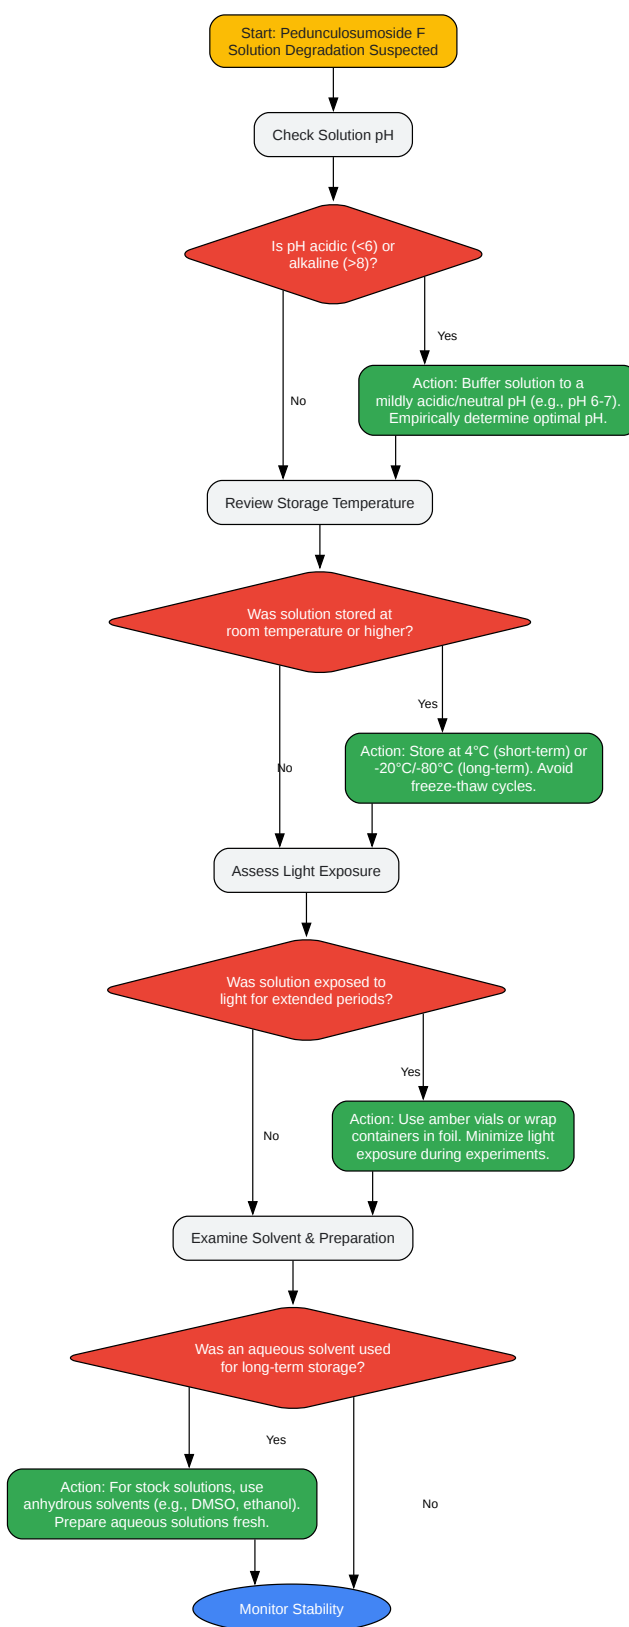 Start: Pedunculosumoside F
Solution Degradation Suspected
Check Solution pH
Is pH acidic (<6) or
alkaline (>8)?
Yes
Action: Buffer solution to a
mildly acidic/neutral pH (e.g., pH 6-7).
Empirically determine optimal pH.
No
Review Storage Temperature
Was solution stored at
room temperature or higher?
Yes
Action: Store at 4°C (short-term) or
-20°C/-80°C (long-term). Avoid
freeze-thaw cycles.
No
Assess Light Exposure
Was solution exposed to
light for extended periods?
Yes
Action: Use amber vials or wrap
containers in foil. Minimize light
exposure during experiments.
No
Examine Solvent & Preparation
Was an aqueous solvent used
for long-term storage?
Yes
Action: For stock solutions, use
anhydrous solvents (e.g., DMSO, ethanol).
Prepare aqueous solutions fresh.
No
Monitor Stability